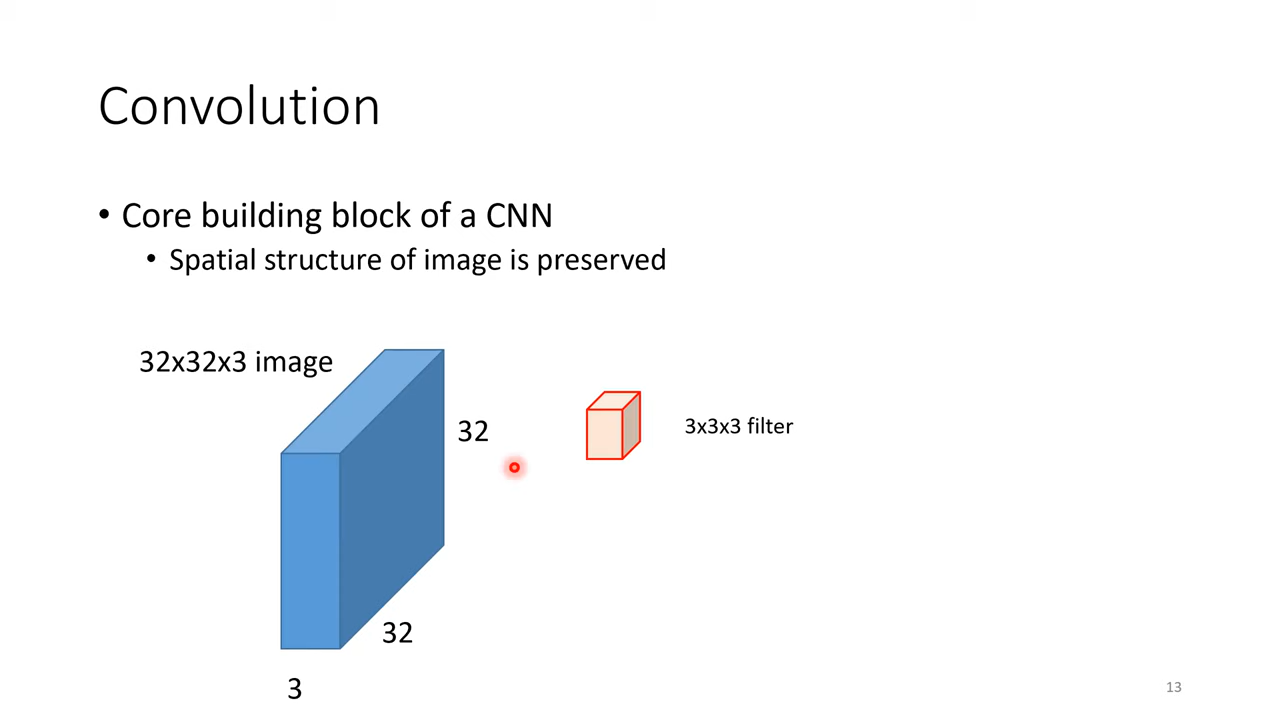 Convolution
• Core building block of a CNN
• Spatial structure of image is preserved
32x32x3 image
32
3x3x3 filter
32
3
13